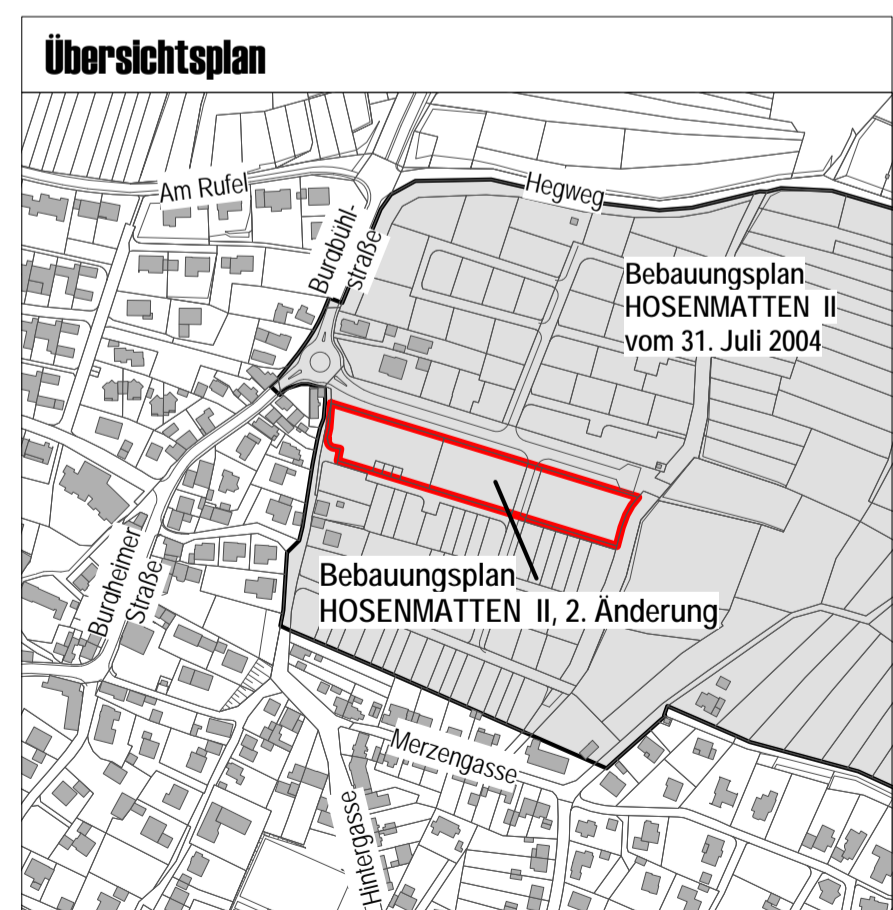 Übersichtsplan
Am Rufel
Hegweg
Burgbühl-
straße
Bebauungsplan
HOSENMATTEN II
vom 31. Juli 2004
Burgheimer
Straße
Bebauungsplan
HOSENMATTEN II, 2. Änderung
Merzengasse
Hintergasse